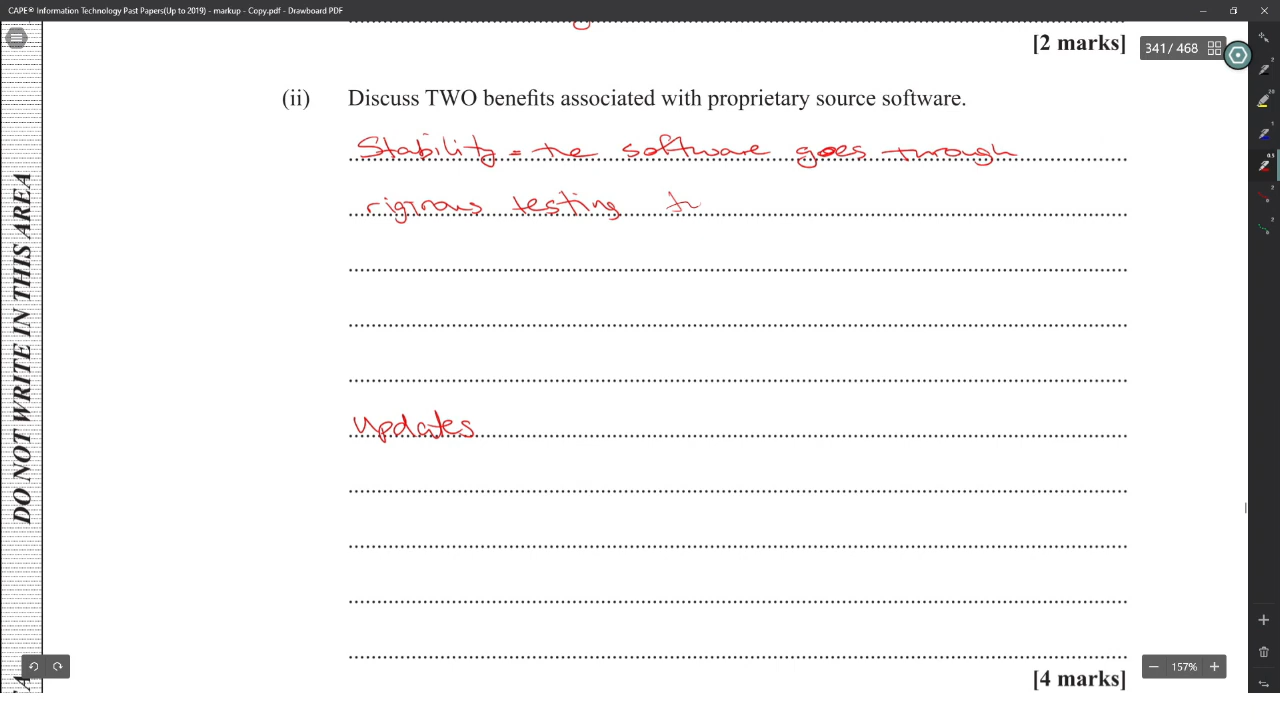 CAPE® Information Technology Past Papers(Up to 2019) - markup - Copy.pdf - Drawboard PDF
[2 marks]
341 / 468
(ii) Discuss TWO benefits associated with proprietary source software.
Stability = the software goes through
rigirous testing to
Updates
DO NOT WRITE IN THIS AREA
157%
[4 marks]